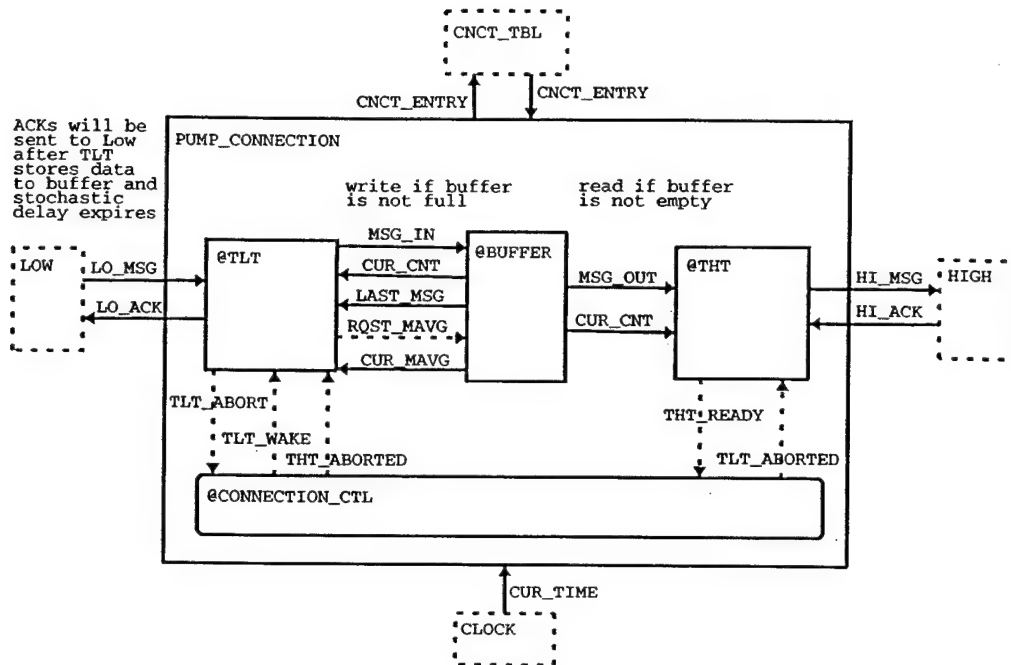 CNCT_TBL
CNCT_ENTRY
CNCT_ENTRY
ACKs will be
sent to Low
after TLT
stores data
to buffer and
stochastic
delay expires
PUMP_CONNECTION
write if buffer
is not full
read if buffer
is not empty
LOW
LO_MSG
LO_ACK
@TLT
MSG_IN
CUR_CNT
LAST_MSG
RQST_MAVG
CUR_MAVG
@BUFFER
MSG_OUT
CUR_CNT
@THT
HI_MSG
HI_ACK
HIGH
TLT_ABORT
TLT_WAKE
THT_ABORTED
THT_READY
TLT_ABORTED
@CONNECTION_CTL
CUR_TIME
CLOCK